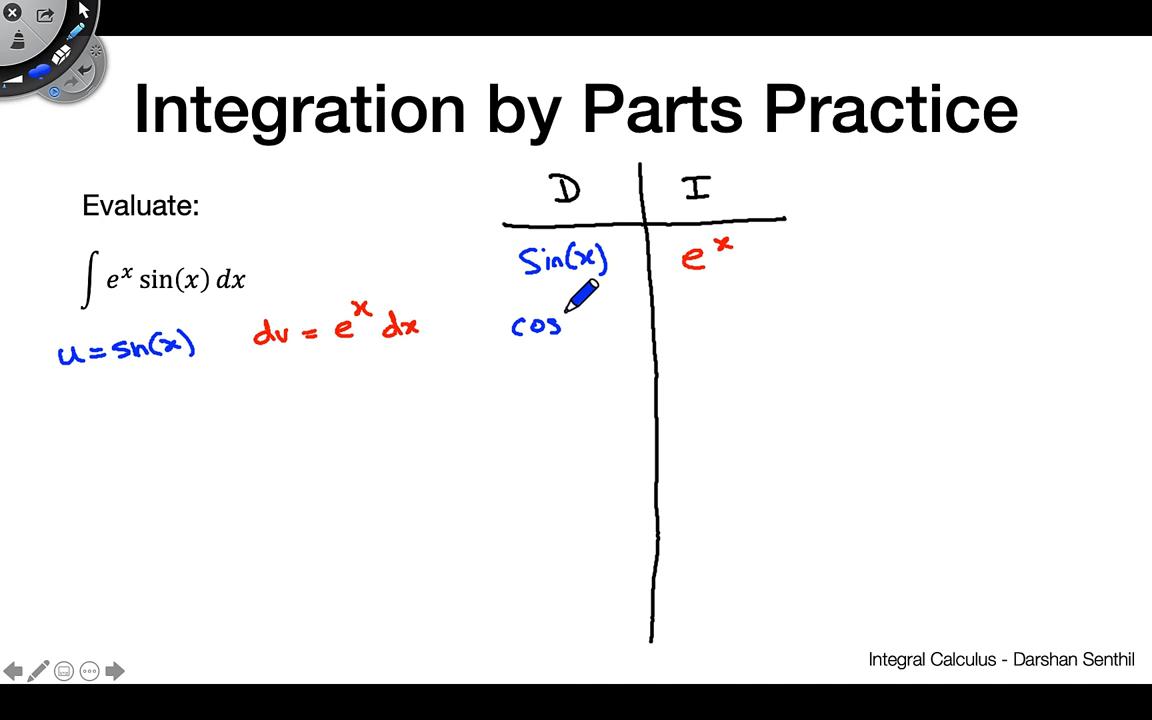 Integration by Parts Practice
D I
Evaluate:
sin(x) e^x
∫ e^x sin(x) dx
cos
u = sin(x) dv = e^x dx
Integral Calculus - Darshan Senthil